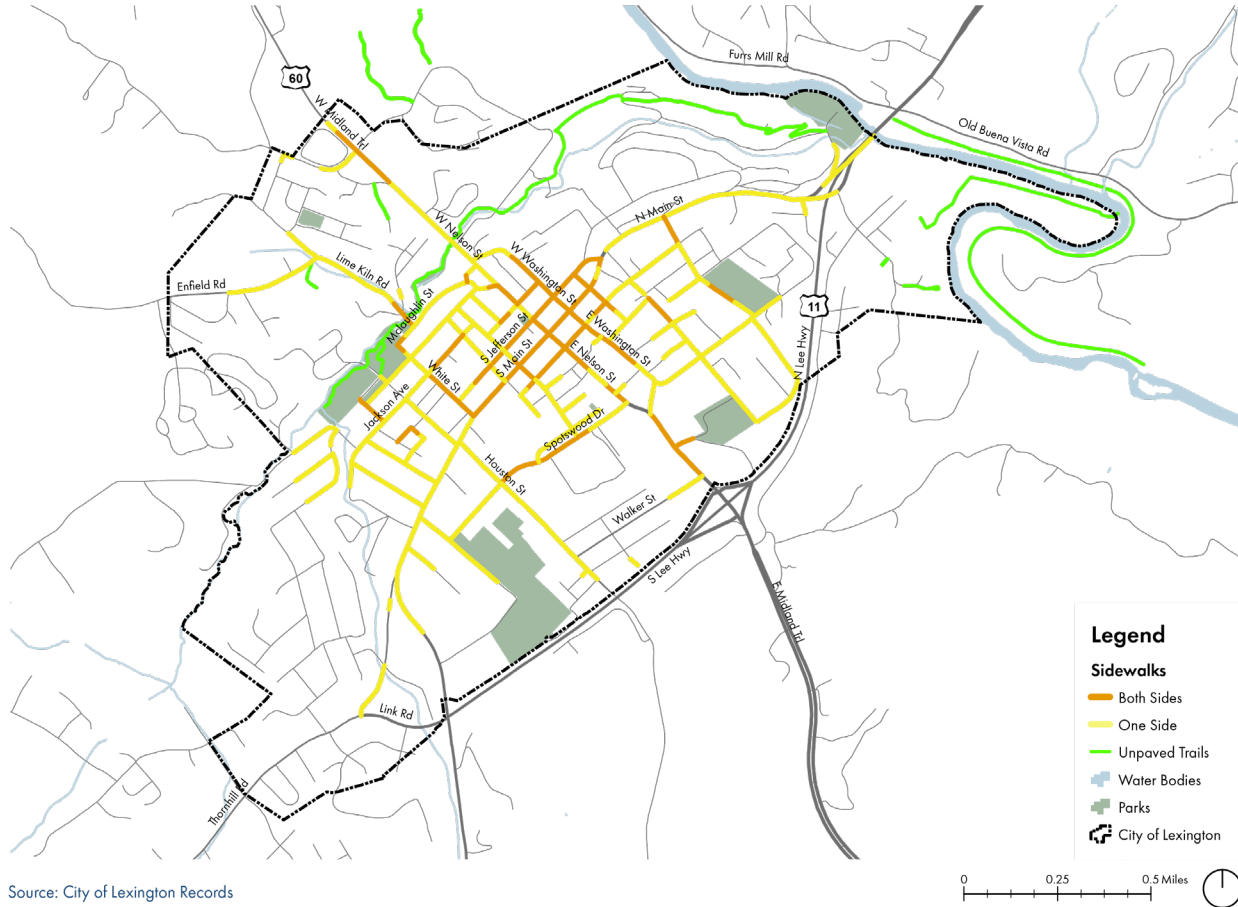 Furrs Mill Rd
60
W Midland Trl
Old Buena Vista Rd
N Main St
W Nelson St
W Washington St
Lime Kiln Rd
Enfield Rd
Mclaughlin St
11
S Jefferson St
E Washington St
S Main St
E Nelson St
N Lee Hwy
White St
Jackson Ave
Spotswood Dr
Houston St
Walker St
S Lee Hwy
E Midland Trl
Link Rd
Thornhill Rd
Legend
Sidewalks
Both Sides
One Side
Unpaved Trails
Water Bodies
Parks
City of Lexington
Source: City of Lexington Records
0 0.25 0.5 Miles